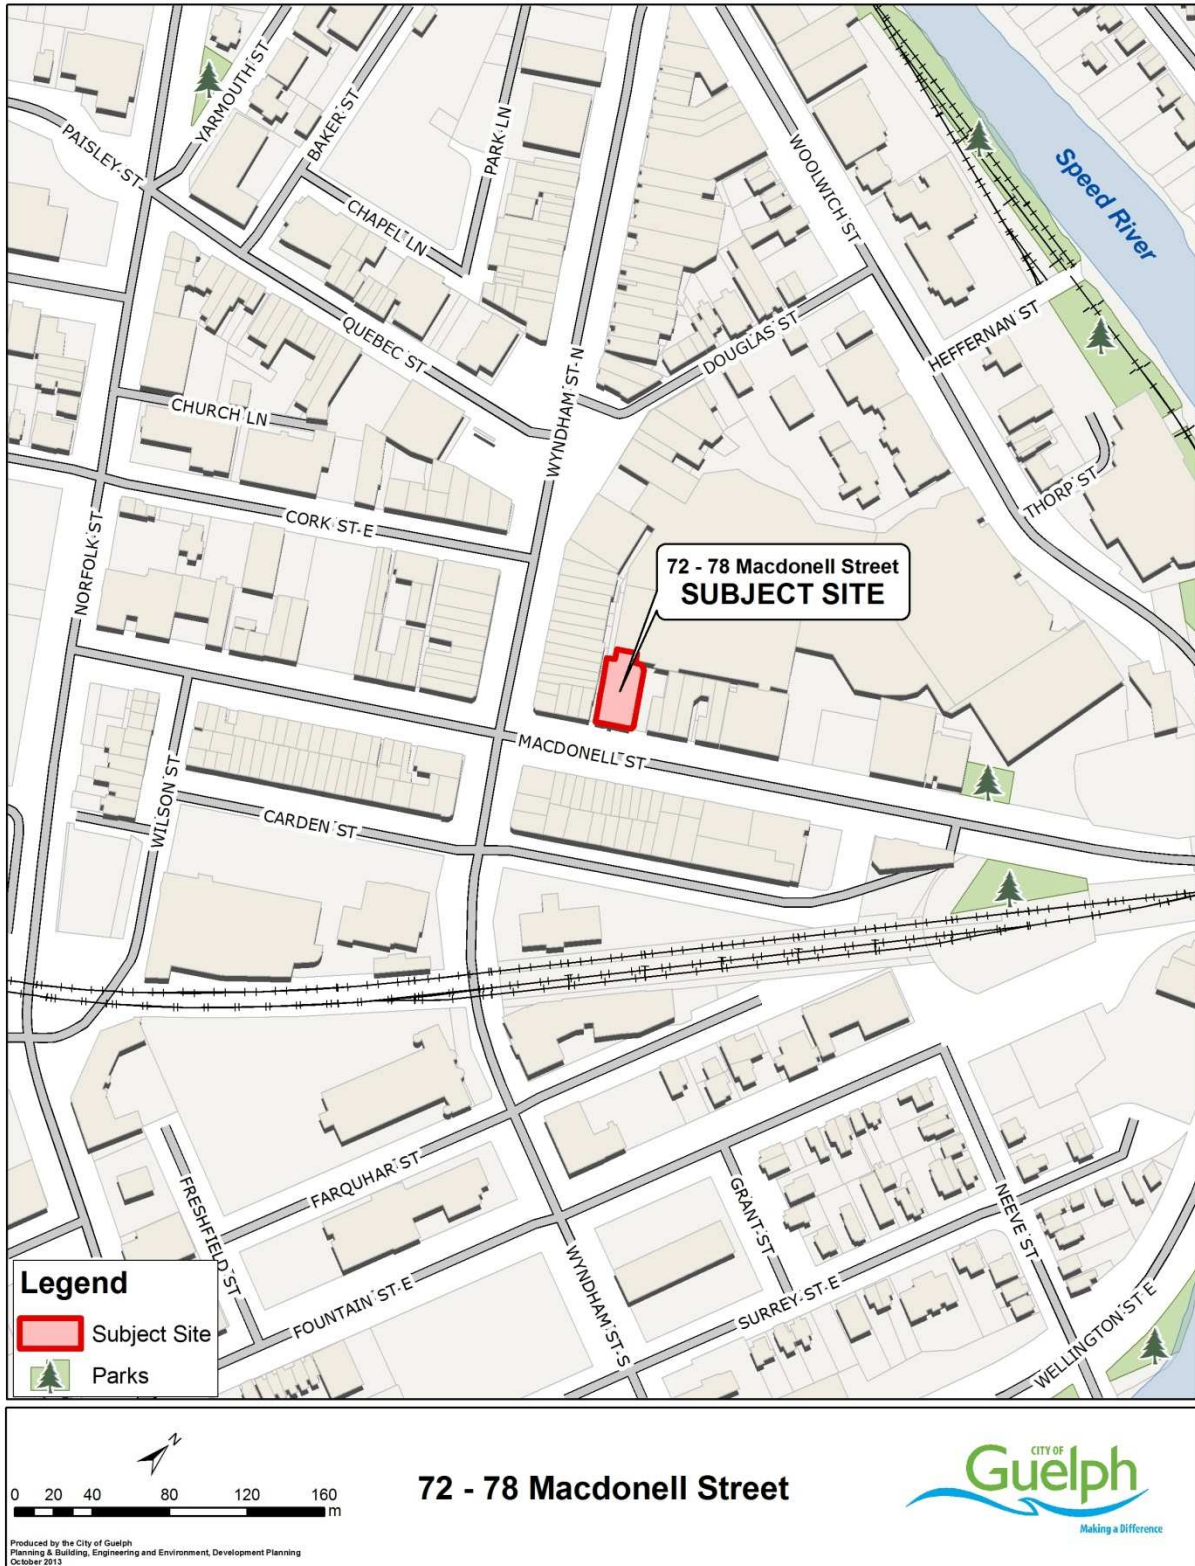 YARMOUTH ST
BAKER ST
PARK LN
PAISLEY ST
WOOLWICH ST
Speed River
CHAPEL LN
QUEBEC ST
DOUGLAS ST
HEFFERNAN ST
WYNDHAM ST N
CHURCH LN
THORP ST
CORK ST E
NORFOLK ST
72 - 78 Macdonell Street
SUBJECT SITE
MACDONELL ST
WILSON ST
CARDEN ST
FARQUHAR ST
FRESHFIELD ST
GRANT ST
NEEVE ST
WYNDHAM ST S
FOUNTAIN ST E
SURREY ST E
WELLINGTON ST E
Legend
Subject Site
Parks
N
0 20 40 80 120 160
m
72 - 78 Macdonell Street
CITY OF
Guelph
Making a Difference
Produced by the City of Guelph
Planning & Building, Engineering and Environment, Development Planning
October 2013